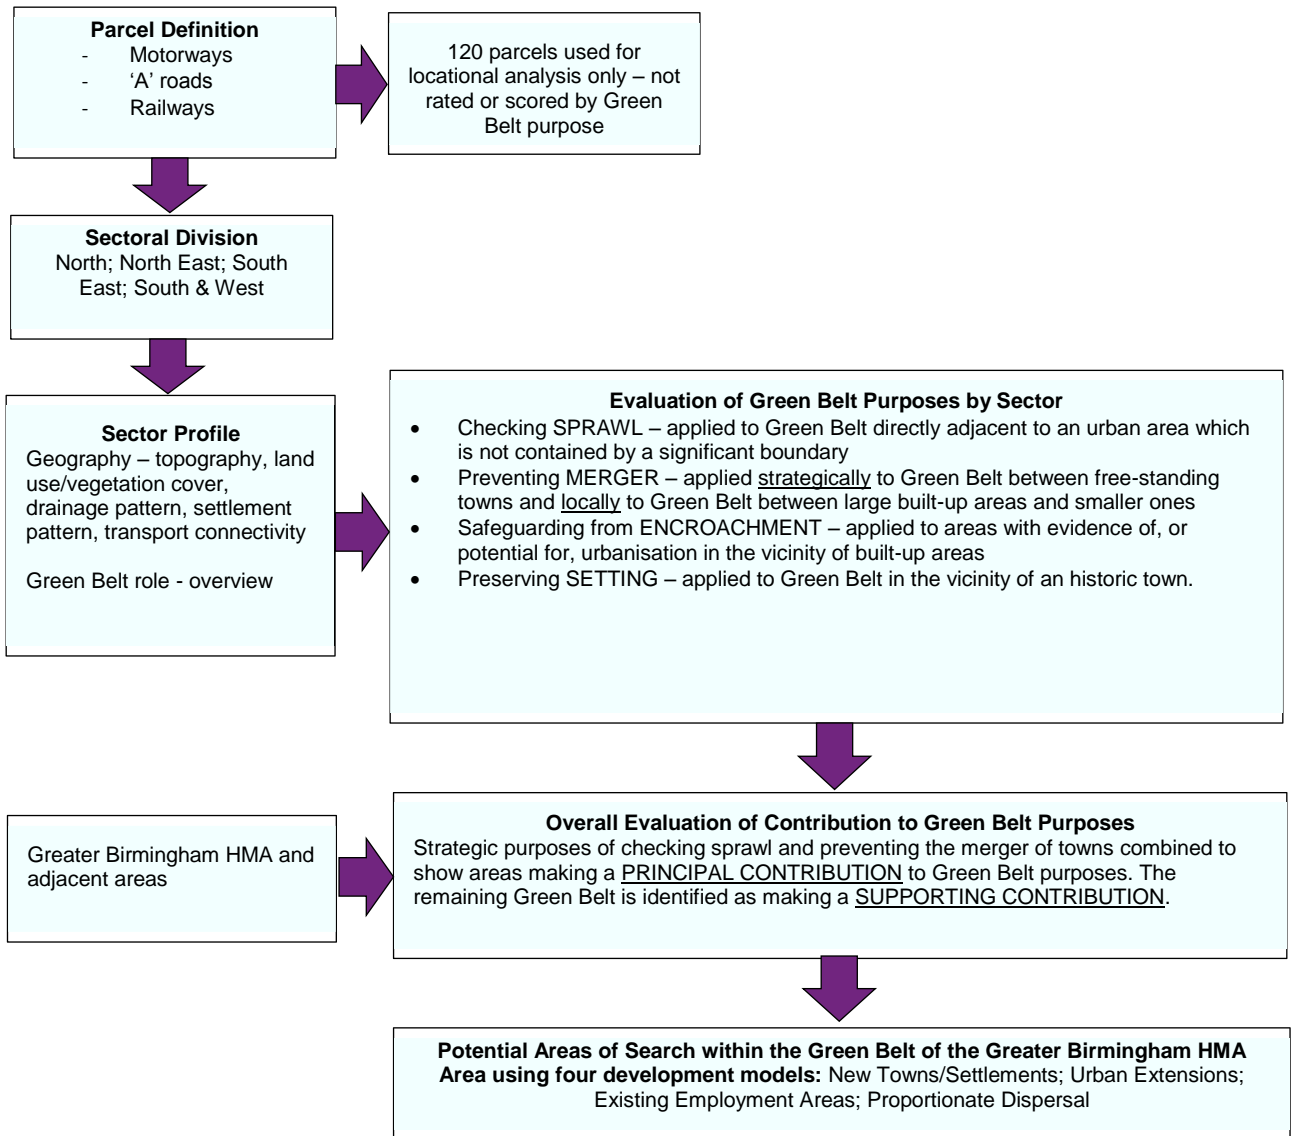 Parcel Definition
- Motorways
- ‘A’ roads
- Railways
120 parcels used for
locational analysis only – not
rated or scored by Green
Belt purpose
Sectoral Division
North; North East; South
East; South & West
Sector Profile
Geography – topography, land
use/vegetation cover,
drainage pattern, settlement
pattern, transport connectivity
Green Belt role - overview
Evaluation of Green Belt Purposes by Sector
• Checking SPRAWL – applied to Green Belt directly adjacent to an urban area which
is not contained by a significant boundary
• Preventing MERGER – applied strategically to Green Belt between free-standing
towns and locally to Green Belt between large built-up areas and smaller ones
• Safeguarding from ENCROACHMENT – applied to areas with evidence of, or
potential for, urbanisation in the vicinity of built-up areas
• Preserving SETTING – applied to Green Belt in the vicinity of an historic town.
Greater Birmingham HMA and
adjacent areas
Overall Evaluation of Contribution to Green Belt Purposes
Strategic purposes of checking sprawl and preventing the merger of towns combined to
show areas making a PRINCIPAL CONTRIBUTION to Green Belt purposes. The
remaining Green Belt is identified as making a SUPPORTING CONTRIBUTION.
Potential Areas of Search within the Green Belt of the Greater Birmingham HMA
Area using four development models: New Towns/Settlements; Urban Extensions;
Existing Employment Areas; Proportionate Dispersal